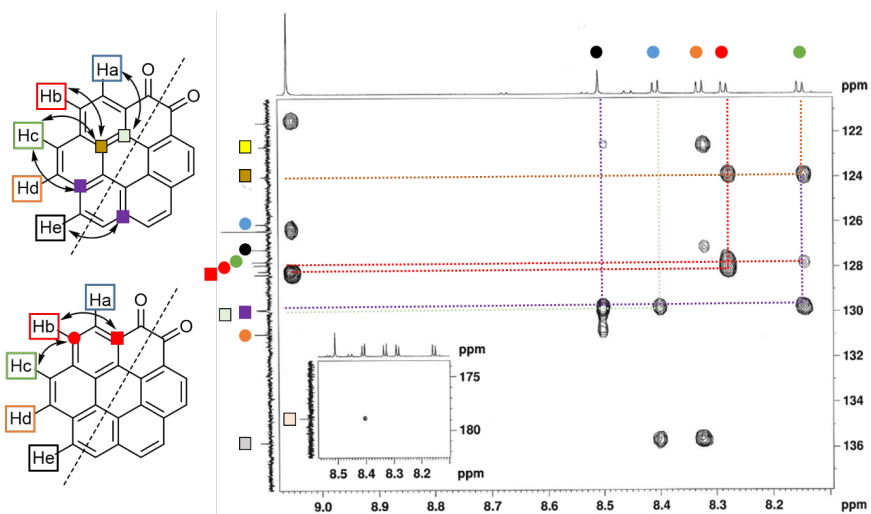 Ha
O
O
Hb
Hc
Hd
He
Ha
O
O
Hb
Hc
Hd
He
ppm
122
124
126
128
130
132
134
136
ppm
175
180
8.5 8.4 8.3 8.2 ppm
9.0 8.9 8.8 8.7 8.6 8.5 8.4 8.3 8.2 ppm